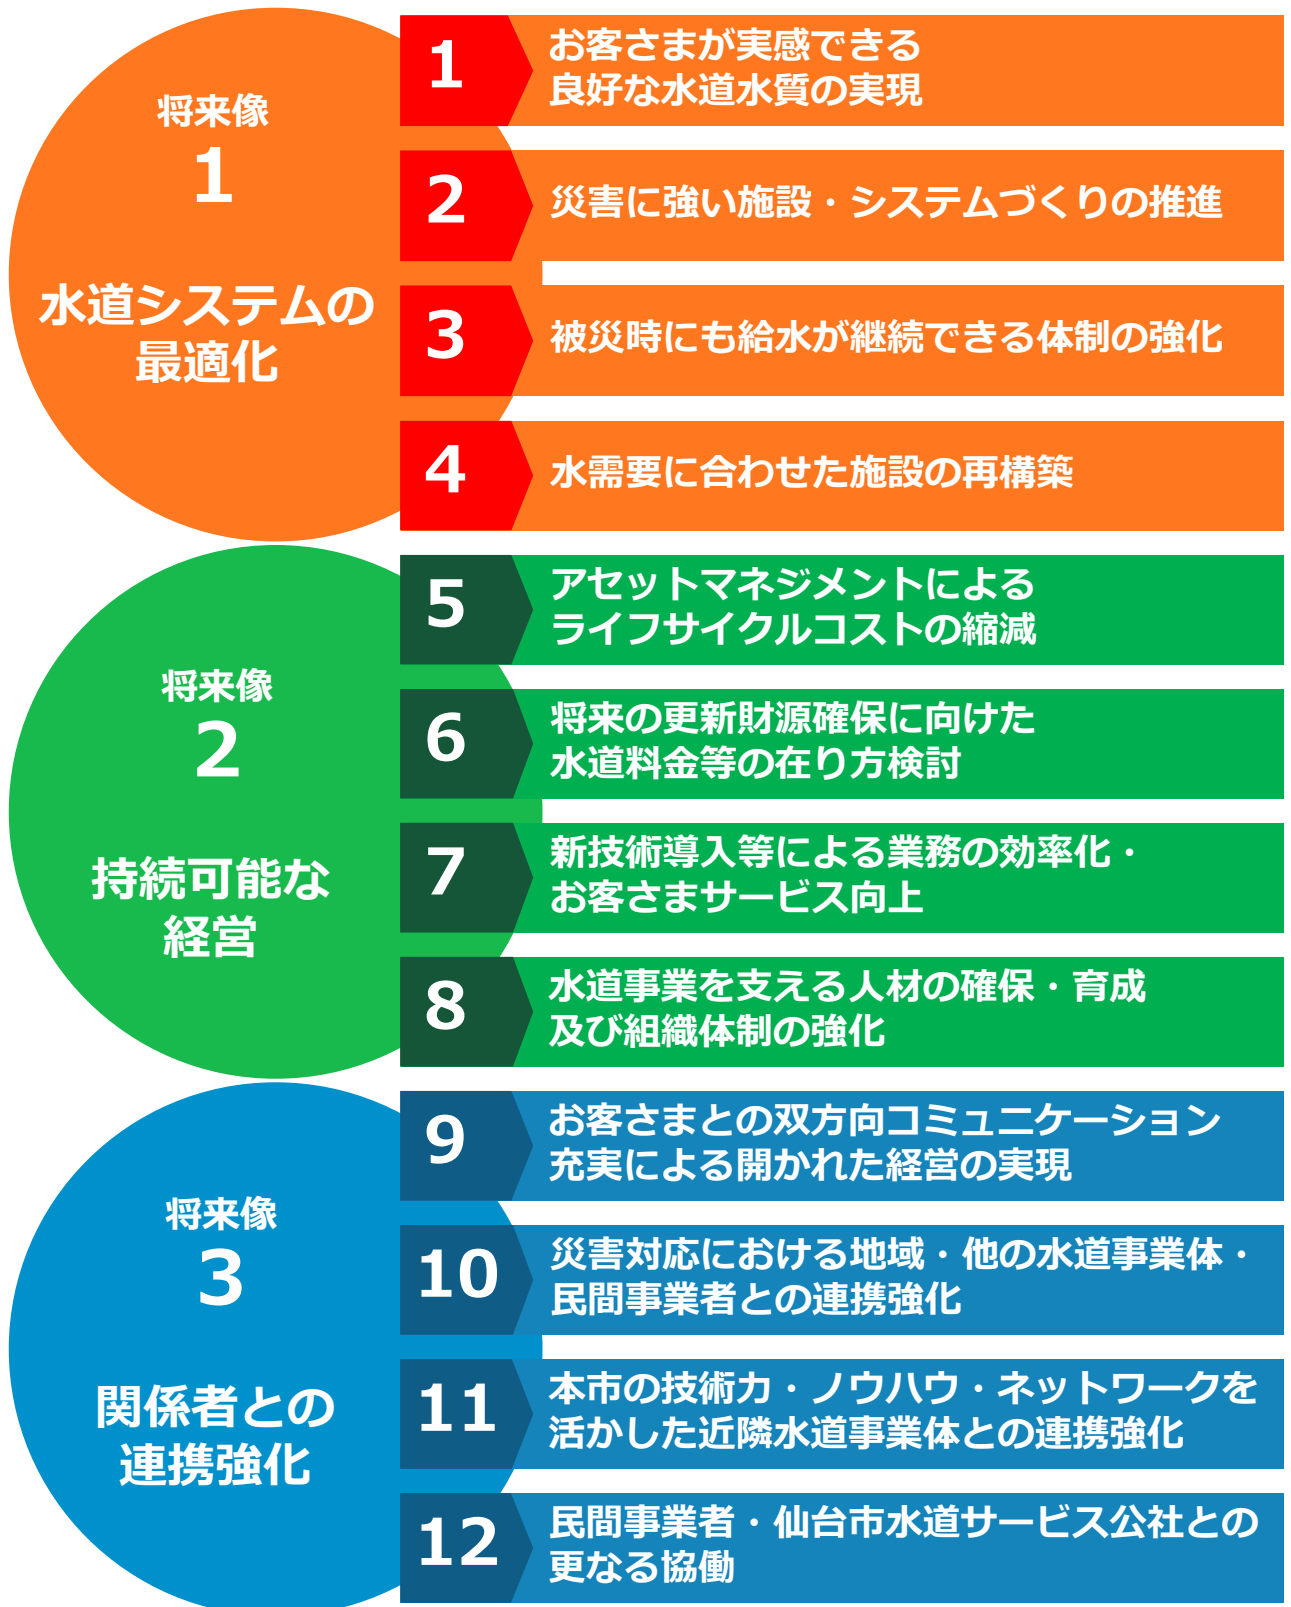 将来像
1
水道システムの
最適化
1
お客さまが実感できる
良好な水道水質の実現
2
災害に強い施設・システムづくりの推進
3
被災時にも給水が継続できる体制の強化
4
水需要に合わせた施設の再構築
将来像
2
持続可能な
経営
5
アセットマネジメントによる
ライフサイクルコストの縮減
6
将来の更新財源確保に向けた
水道料金等の在り方検討
7
新技術導入等による業務の効率化・
お客さまサービス向上
8
水道事業を支える人材の確保・育成
及び組織体制の強化
将来像
3
関係者との
連携強化
9
お客さまとの双方向コミュニケーション
充実による開かれた経営の実現
10
災害対応における地域・他の水道事業体・
民間事業者との連携強化
11
本市の技術力・ノウハウ・ネットワークを
活かした近隣水道事業体との連携強化
12
民間事業者・仙台市水道サービス公社との
更なる協働